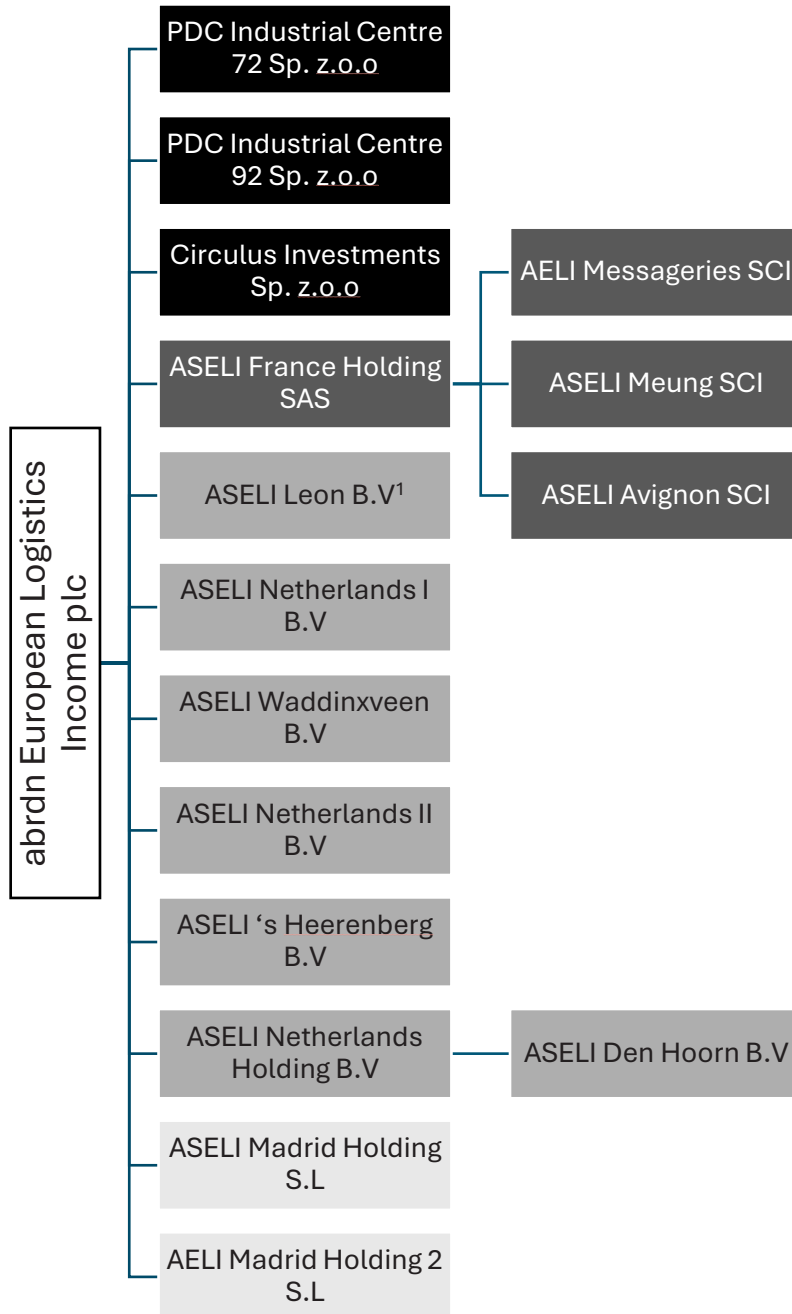 PDC Industrial Centre
72 Sp. z.o.o
PDC Industrial Centre
92 Sp. z.o.o
Circulus Investments
Sp. z.o.o
AELI Messageries SCI
ASELI France Holding
SAS
ASELI Meung SCI
ASELI Leon B.V¹
ASELI Avignon SCI
abrdn European Logistics
Income plc
ASELI Netherlands I
B.V
ASELI Waddinxveen
B.V
ASELI Netherlands II
B.V
ASELI ‘s Heerenberg
B.V
ASELI Netherlands
Holding B.V
ASELI Den Hoorn B.V
ASELI Madrid Holding
S.L
AELI Madrid Holding 2
S.L